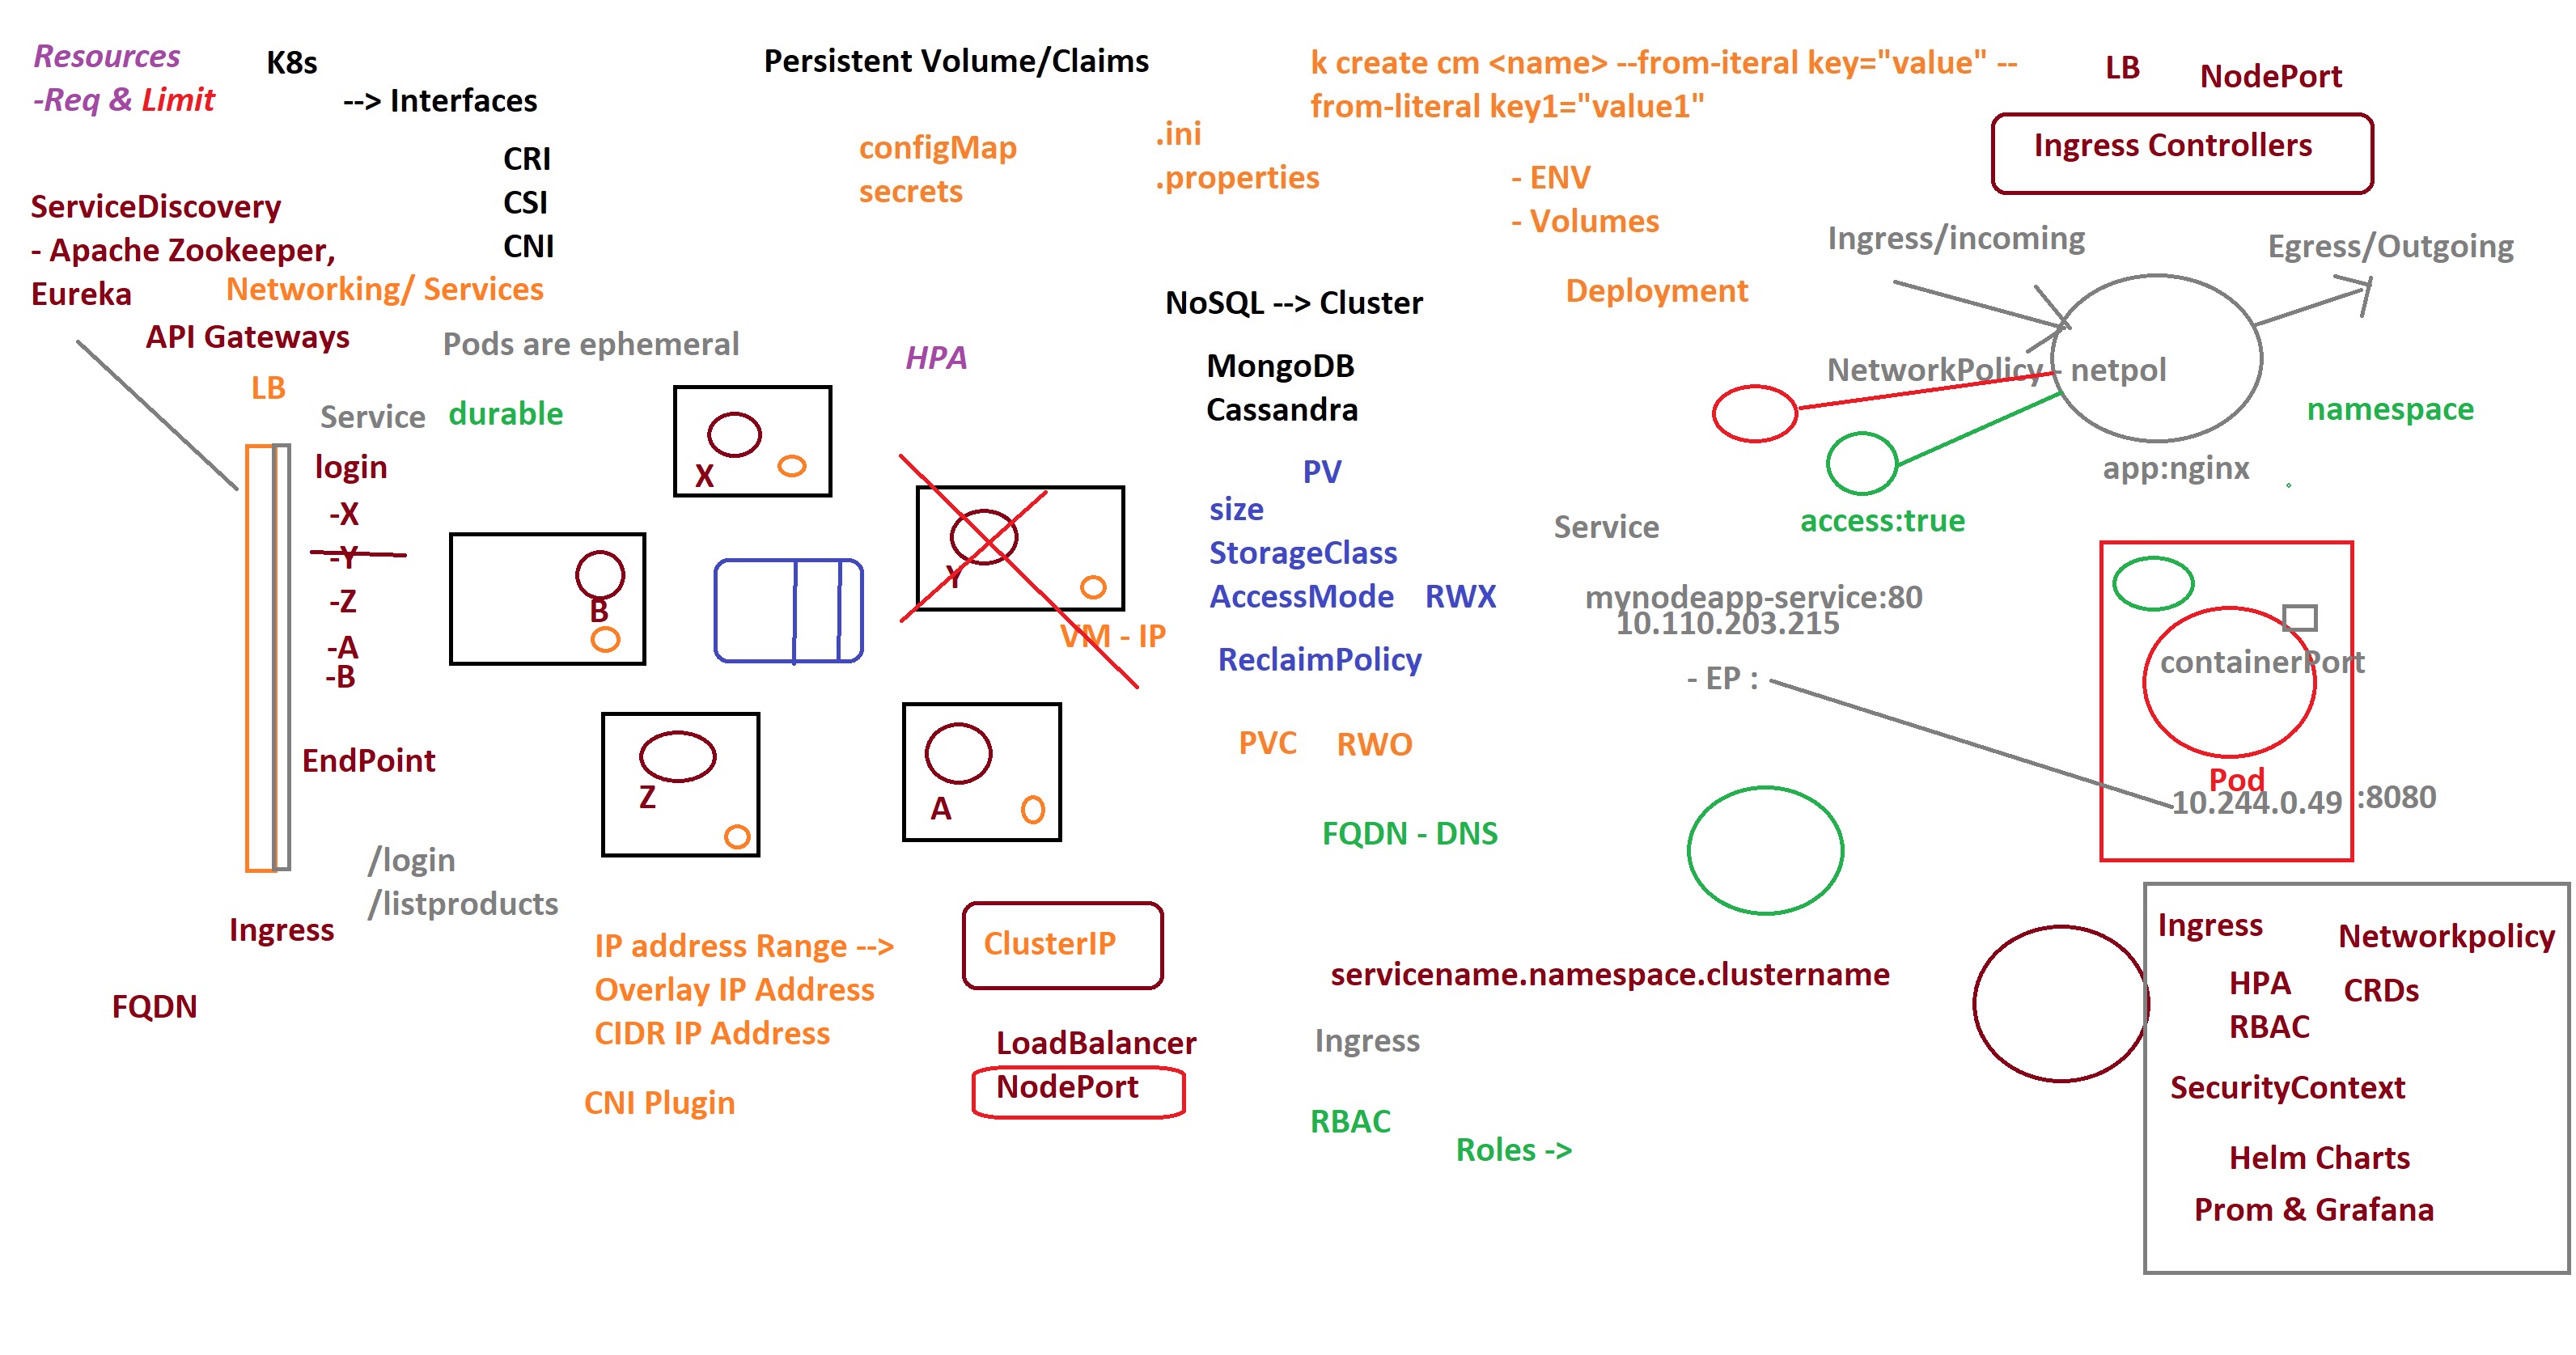 Resources
-Req & Limit
K8s
--> Interfaces
CRI
CSI
CNI
ServiceDiscovery
- Apache Zookeeper,
Eureka
Networking/ Services
API Gateways
Pods are ephemeral
LB
Service
durable
login
-X
-Y
-Z
-A
-B
EndPoint
/login
/listproducts
Ingress
FQDN
Persistent Volume/Claims
configMap
secrets
.ini
.properties
HPA
X
B
Y
VM - IP
Z
A
IP address Range -->
Overlay IP Address
CIDR IP Address
CNI Plugin
ClusterIP
LoadBalancer
NodePort
k create cm <name> --from-iteral key="value" --
from-literal key1="value1"
- ENV
- Volumes
Deployment
NoSQL --> Cluster
MongoDB
Cassandra
PV
size
StorageClass
AccessMode
RWX
ReclaimPolicy
PVC
RWO
FQDN - DNS
servicename.namespace.clustername
Ingress
RBAC
Roles ->
LB
NodePort
Ingress Controllers
Ingress/incoming
Egress/Outgoing
NetworkPolicy - netpol
namespace
app:nginx
access:true
Service
mynodeapp-service:80
10.110.203.215
- EP :
containerPort
Pod
10.244.0.49
:8080
Ingress
Networkpolicy
HPA
CRDs
RBAC
SecurityContext
Helm Charts
Prom & Grafana